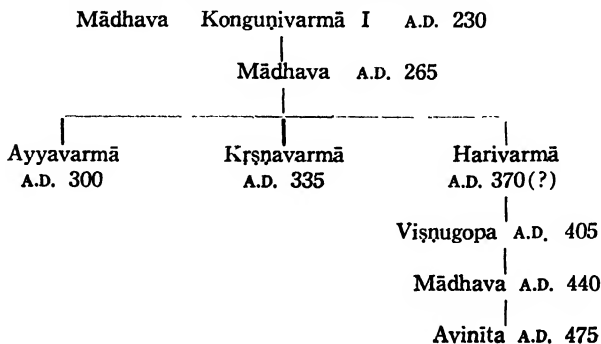 Mādhava Konguṇivarmā I A.D. 230
Mādhava A.D. 265
Ayyavarmā Kṛṣṇavarmā Harivarmā
A.D. 300 A.D. 335 A.D. 370(?)
Viṣṇugopa A.D. 405
Mādhava A.D. 440
Avinīta A.D. 475